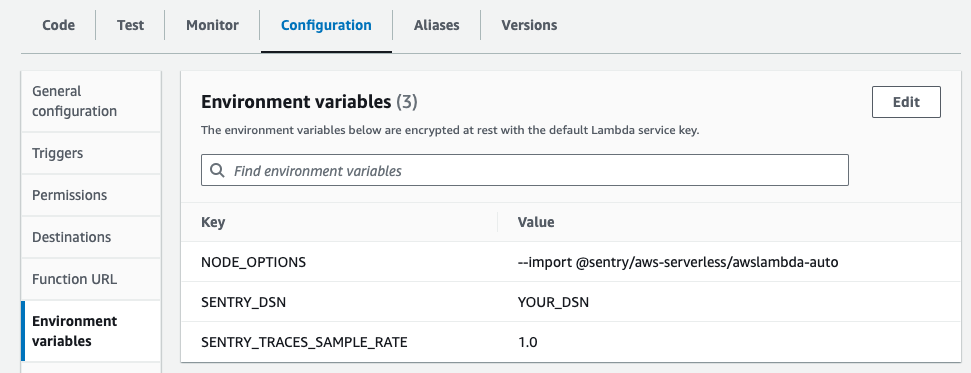 Code Test Monitor Configuration Aliases Versions
General
configuration
Triggers
Permissions
Destinations
Function URL
Environment
variables
Environment variables (3)
Edit
The environment variables below are encrypted at rest with the default Lambda service key.
Find environment variables
Key Value
NODE_OPTIONS --import @sentry/aws-serverless/awslambda-auto
SENTRY_DSN YOUR_DSN
SENTRY_TRACES_SAMPLE_RATE 1.0